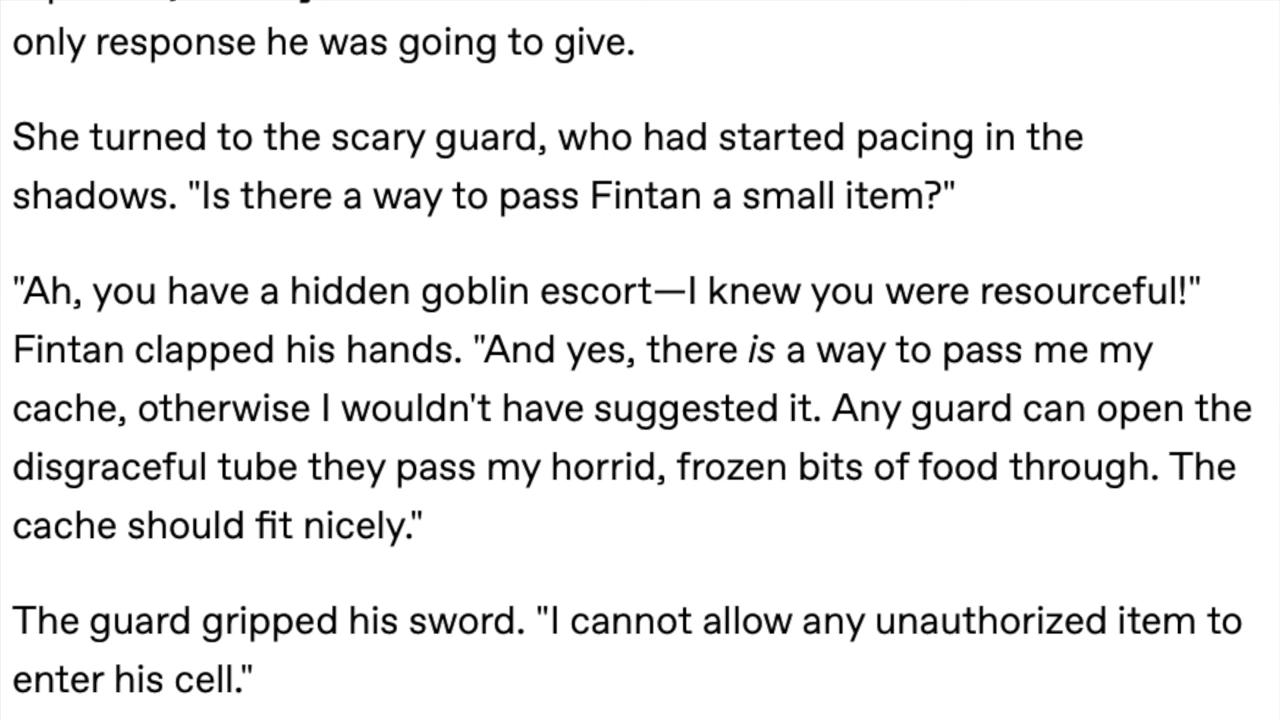 only response he was going to give.
She turned to the scary guard, who had started pacing in the
shadows. "Is there a way to pass Fintan a small item?"
"Ah, you have a hidden goblin escort—I knew you were resourceful!"
Fintan clapped his hands. "And yes, there is a way to pass me my
cache, otherwise I wouldn't have suggested it. Any guard can open the
disgraceful tube they pass my horrid, frozen bits of food through. The
cache should fit nicely."
The guard gripped his sword. "I cannot allow any unauthorized item to
enter his cell."